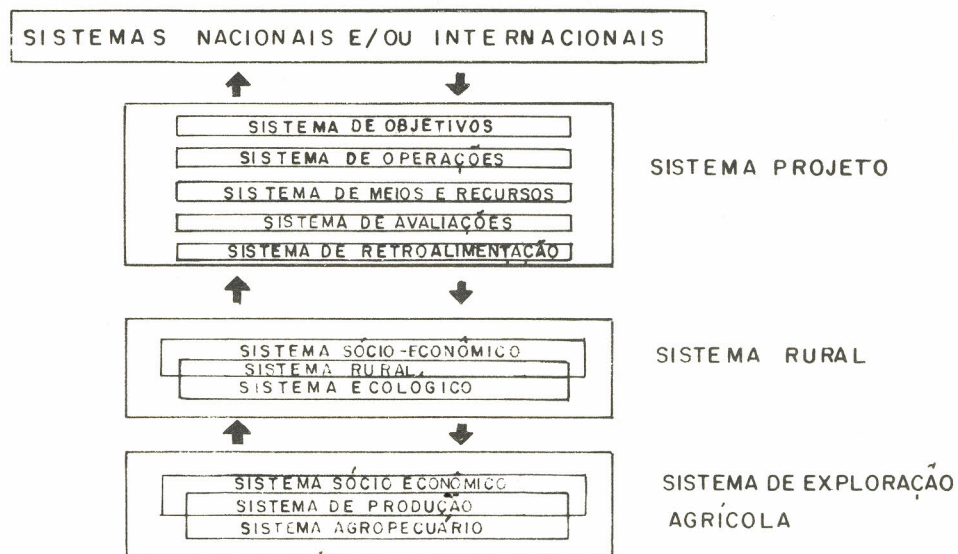 SISTEMAS NACIONAIS E/OU INTERNACIONAIS
SISTEMA DE OBJETIVOS
SISTEMA DE OPERAÇÕES
SISTEMA DE MEIOS E RECURSOS
SISTEMA DE AVALIAÇÕES
SISTEMA DE RETROALIMENTAÇÃO
SISTEMA PROJETO
SISTEMA SÓCIO-ECONÔMICO
SISTEMA RURAL
SISTEMA ECOLÓGICO
SISTEMA RURAL
SISTEMA SÓCIO ECONÔMICO
SISTEMA DE PRODUÇÃO
SISTEMA AGROPECUÁRIO
SISTEMA DE EXPLORAÇÃO
AGRÍCOLA